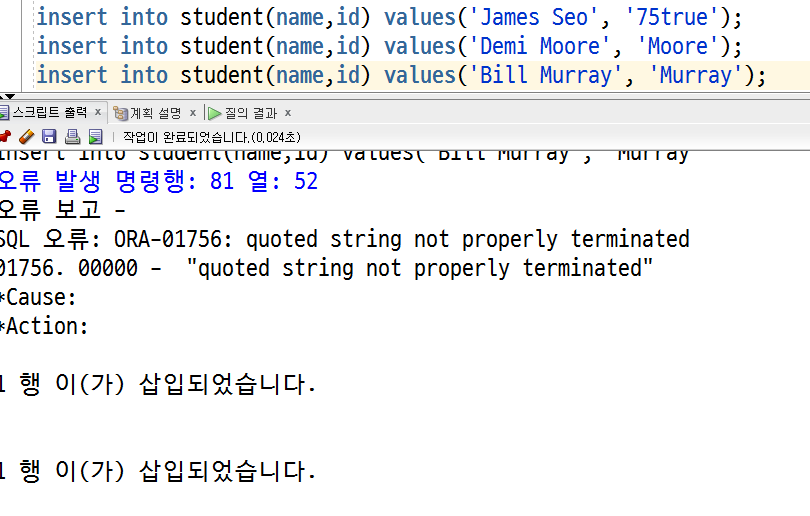 insert into student(name,id) values('James Seo', '75true');
insert into student(name,id) values('Demi Moore', 'Moore');
insert into student(name,id) values('Bill Murray', 'Murray');
스크립트 출력 x 계획 설명 x 질의 결과 x
작업이 완료되었습니다.(0.024초)
insert into student(name,id) values('Bill Murray', 'Murray
오류 발생 명령행: 81 열: 52
오류 보고 -
SQL 오류: ORA-01756: quoted string not properly terminated
01756. 00000 - "quoted string not properly terminated"
*Cause:
*Action:
1 행 이(가) 삽입되었습니다.
1 행 이(가) 삽입되었습니다.